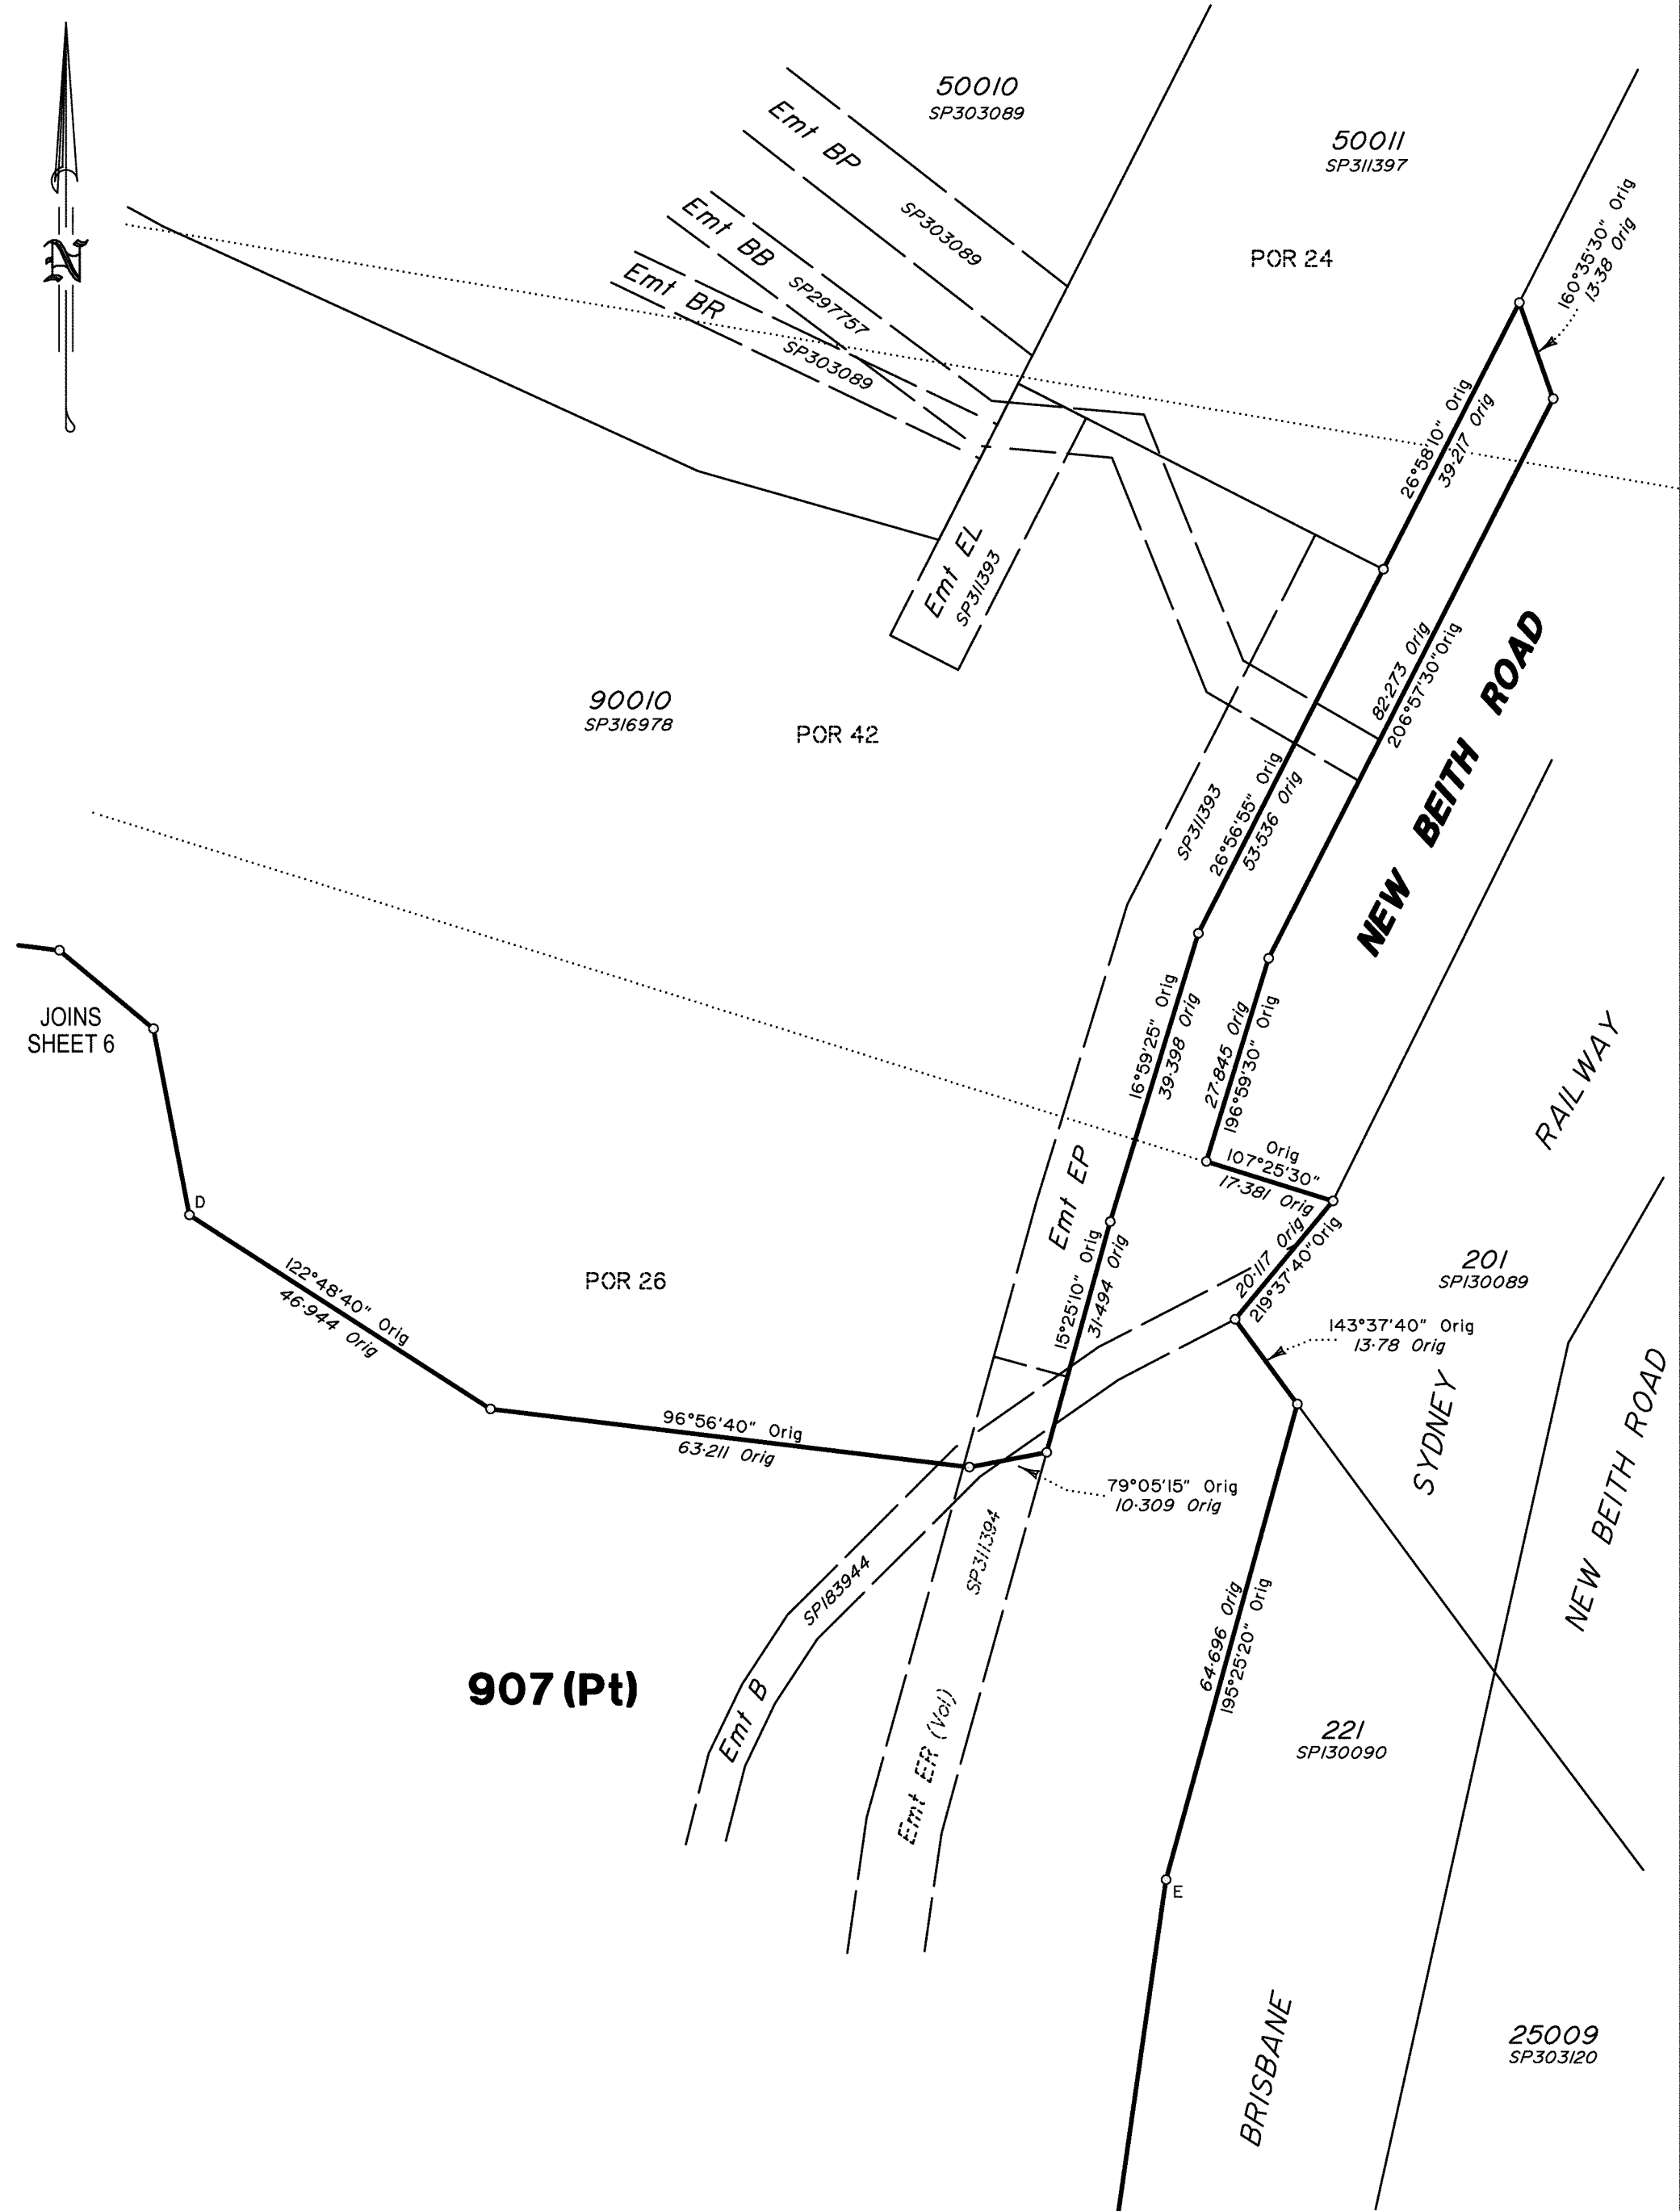 50010
SP303089
50011
SP311397
Emt BP
SP303089
POR 24
160°35'30" Orig
13·38 Orig
N
Emt BB
SP297757
Emt BR
SP303089
26°58'10" Orig
39·217 Orig
Emt EL
SP311393
82·273 Orig
206°57'30" Orig
90010
SP316978
POR 42
NEW BEITH ROAD
SP311393
26°56'55" Orig
53·536 Orig
JOINS
SHEET 6
16°59'25" Orig
39·398 Orig
27·845 Orig
196°59'30" Orig
RAILWAY
Orig
107°25'30"
17·381 Orig
Emt EP
D
POR 26
20·117 Orig
219°37'40" Orig
201
SP130089
122°48'40" Orig
46·944 Orig
15°25'10" Orig
31·494 Orig
143°37'40" Orig
13·78 Orig
SYDNEY
NEW BEITH ROAD
96°56'40" Orig
63·211 Orig
79°05'15" Orig
10·309 Orig
SP311394
SP183944
64·696 Orig
195°25'20" Orig
907 (Pt)
Emt B
Emt ER (Vol)
221
SP130090
E
BRISBANE
25009
SP303120